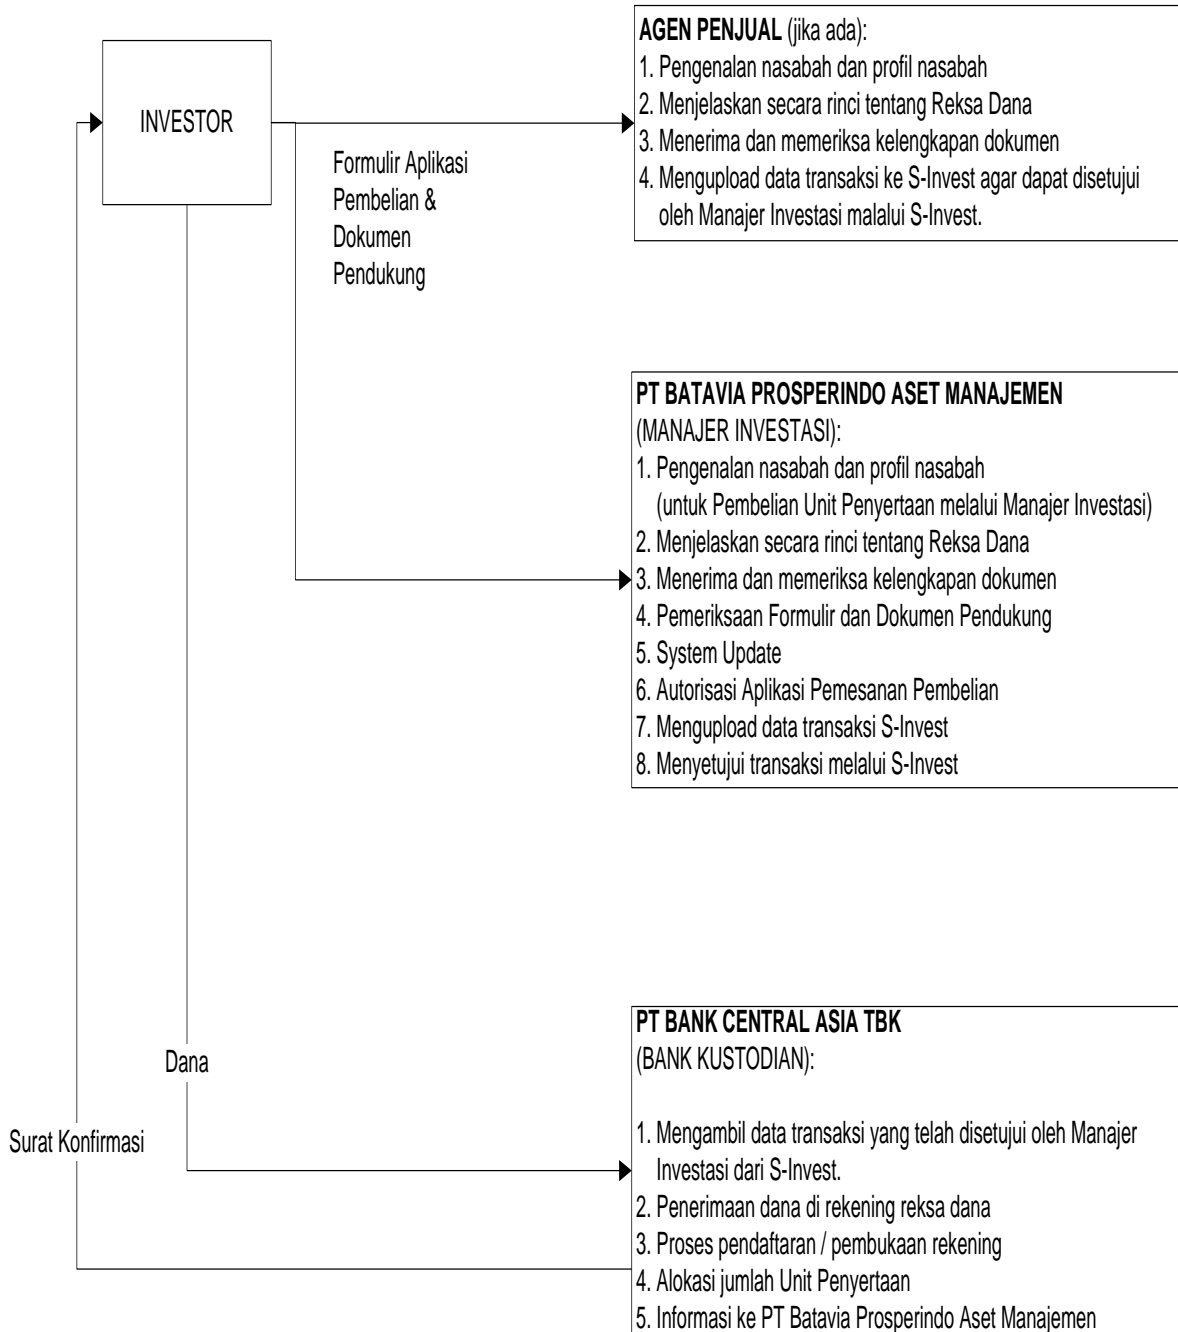 INVESTOR
Formulir Aplikasi
Pembelian &
Dokumen
Pendukung
AGEN PENJUAL (jika ada):
1. Pengenalan nasabah dan profil nasabah
2. Menjelaskan secara rinci tentang Reksa Dana
3. Menerima dan memeriksa kelengkapan dokumen
4. Mengupload data transaksi ke S-Invest agar dapat disetujui
oleh Manajer Investasi malalui S-Invest.
PT BATAVIA PROSPERINDO ASET MANAJEMEN
(MANAJER INVESTASI):
1. Pengenalan nasabah dan profil nasabah
(untuk Pembelian Unit Penyertaan melalui Manajer Investasi)
2. Menjelaskan secara rinci tentang Reksa Dana
3. Menerima dan memeriksa kelengkapan dokumen
4. Pemeriksaan Formulir dan Dokumen Pendukung
5. System Update
6. Autorisasi Aplikasi Pemesanan Pembelian
7. Mengupload data transaksi S-Invest
8. Menyetujui transaksi melalui S-Invest
Dana
Surat Konfirmasi
PT BANK CENTRAL ASIA TBK
(BANK KUSTODIAN):
1. Mengambil data transaksi yang telah disetujui oleh Manajer
Investasi dari S-Invest.
2. Penerimaan dana di rekening reksa dana
3. Proses pendaftaran / pembukaan rekening
4. Alokasi jumlah Unit Penyertaan
5. Informasi ke PT Batavia Prosperindo Aset Manajemen